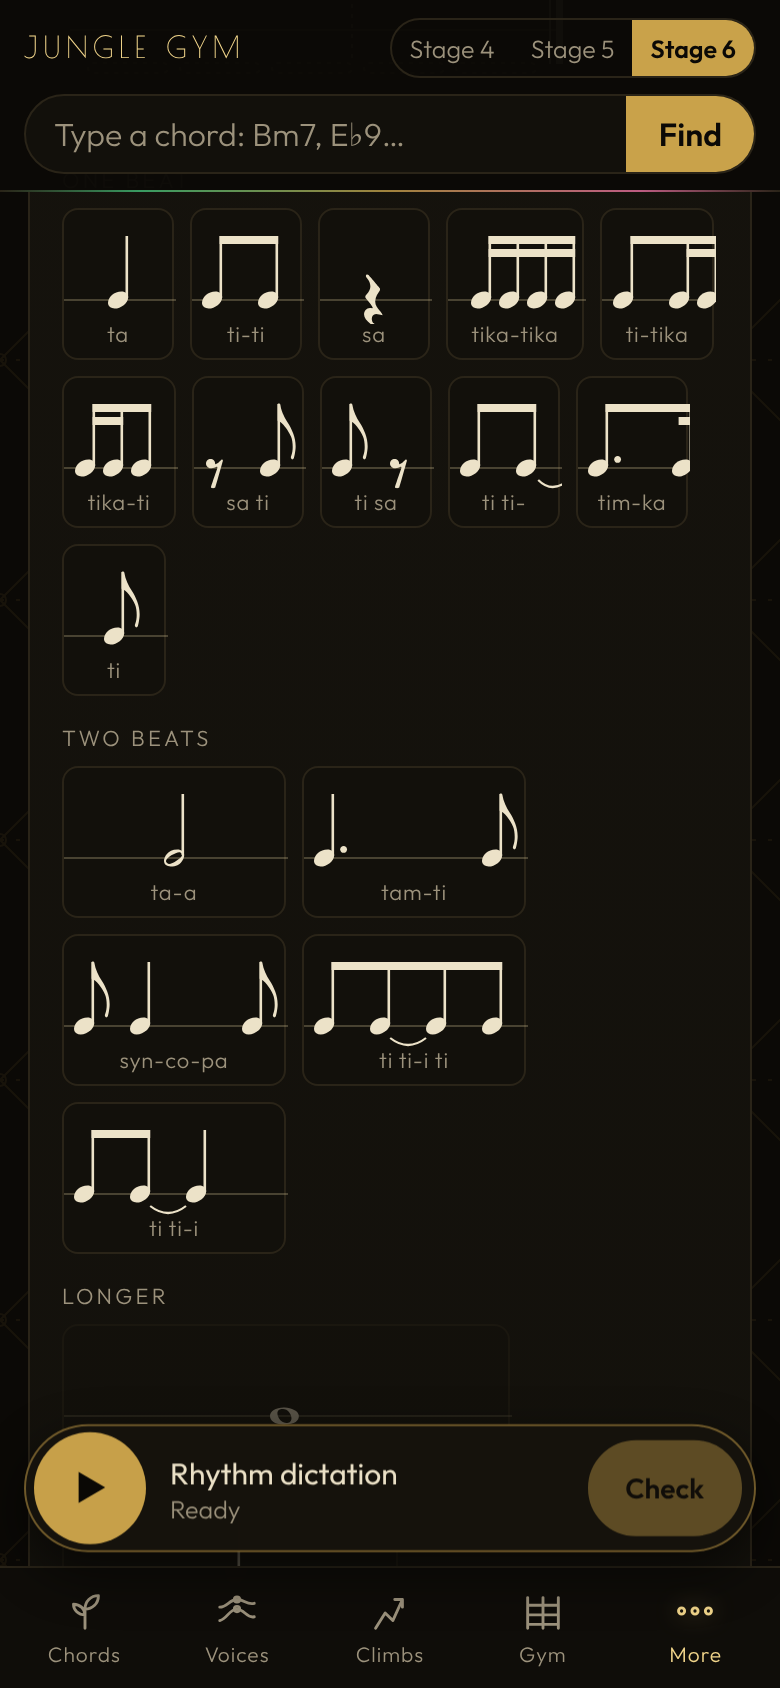 JUNGLE GYM
Stage 4 Stage 5 Stage 6
Type a chord: Bm7, E♭9...
Find
ta ti-ti sa tika-tika ti-tika
tika-ti sa ti ti sa ti ti- tim-ka
ti
TWO BEATS
ta-a tam-ti
syn-co-pa ti ti-i ti
ti ti-i
LONGER
Rhythm dictation
Ready
Check
Chords Voices Climbs Gym More